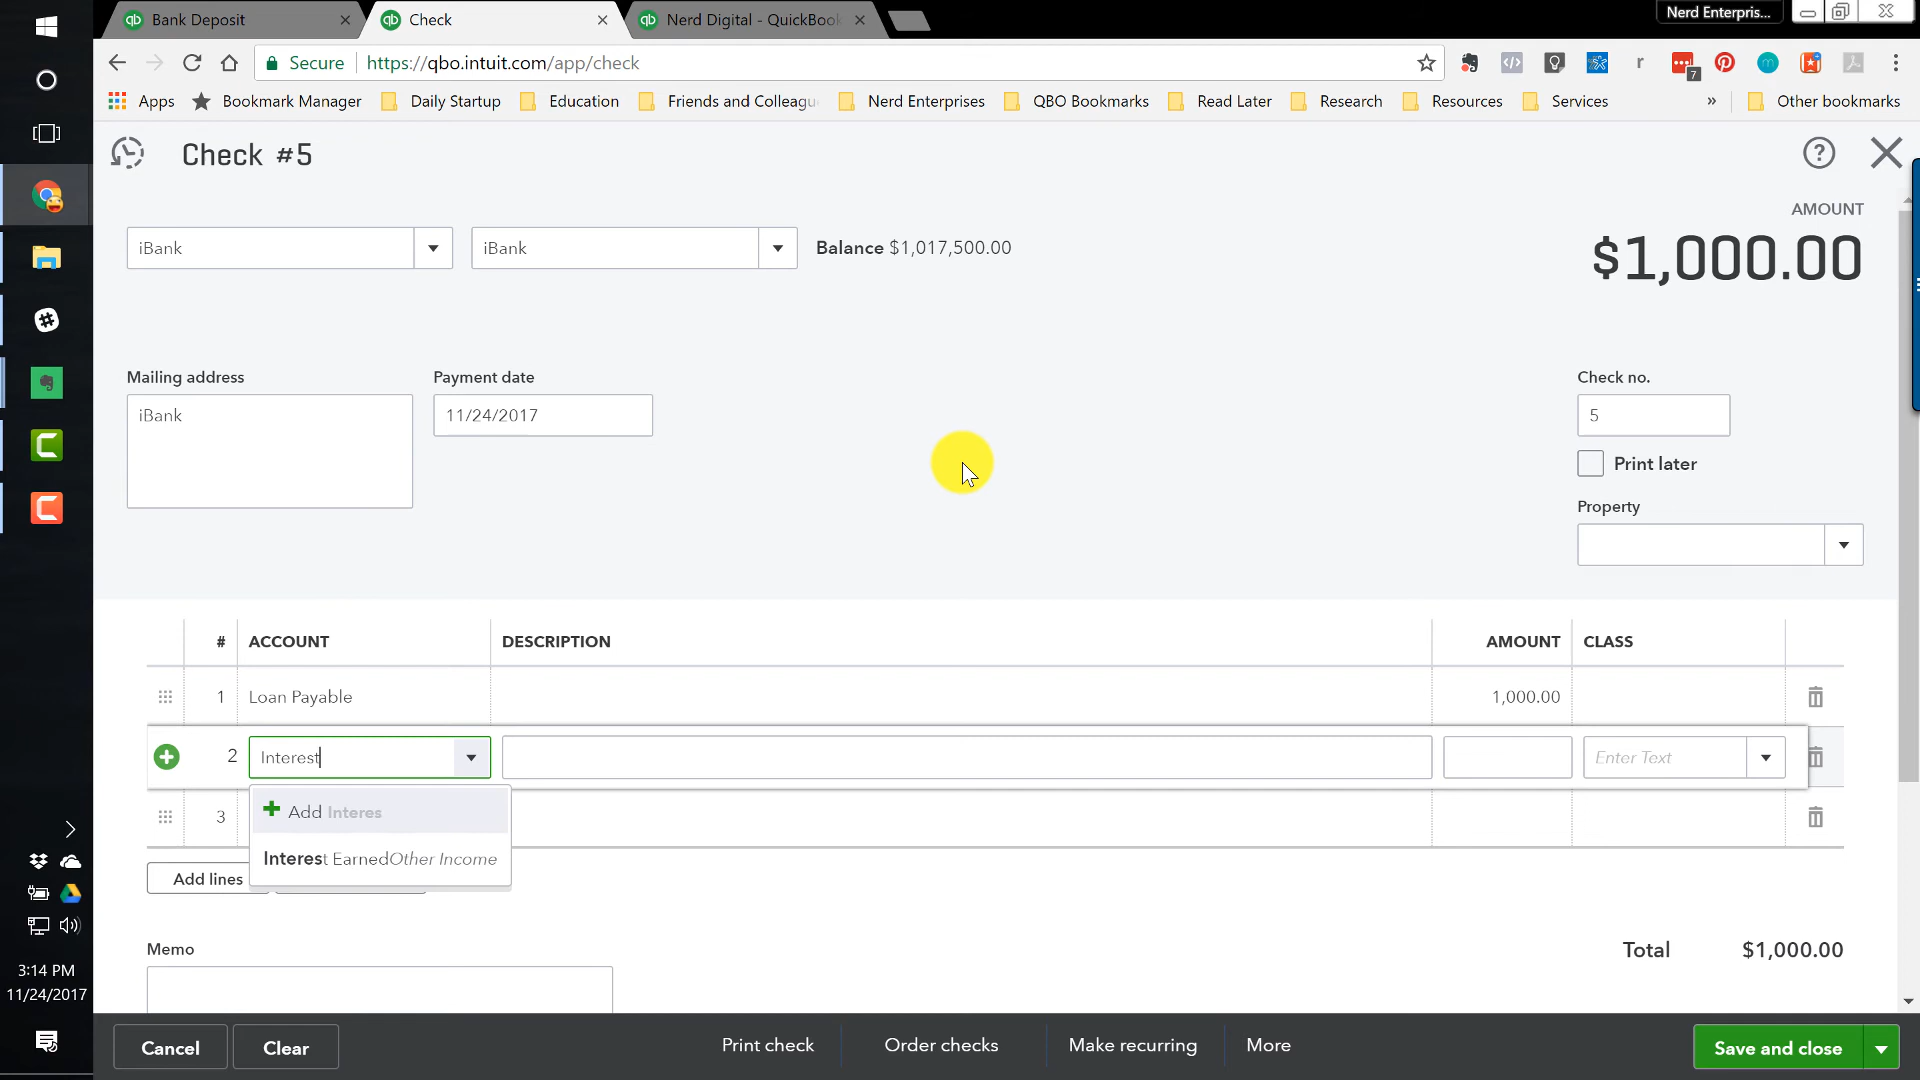 Bank Deposit
Check
Nerd Digital - QuickBook
Nerd Enterpris...
Secure
https://qbo.intuit.com/app/check
r
7
m
Apps
Bookmark Manager
Daily Startup
Education
Friends and Colleagu
Nerd Enterprises
QBO Bookmarks
Read Later
Research
Resources
Services
»
Other bookmarks
Check #5
AMOUNT
$1,000.00
iBank
iBank
Balance $1,017,500.00
Mailing address
Payment date
Check no.
iBank
11/24/2017
5
Print later
Property
# ACCOUNT DESCRIPTION AMOUNT CLASS
1 Loan Payable 1,000.00
2 Interest Enter Text
Add Interes
3
Interest EarnedOther Income
Add lines
Memo
Total $1,000.00
3:14 PM
11/24/2017
Cancel
Clear
Print check
Order checks
Make recurring
More
Save and close